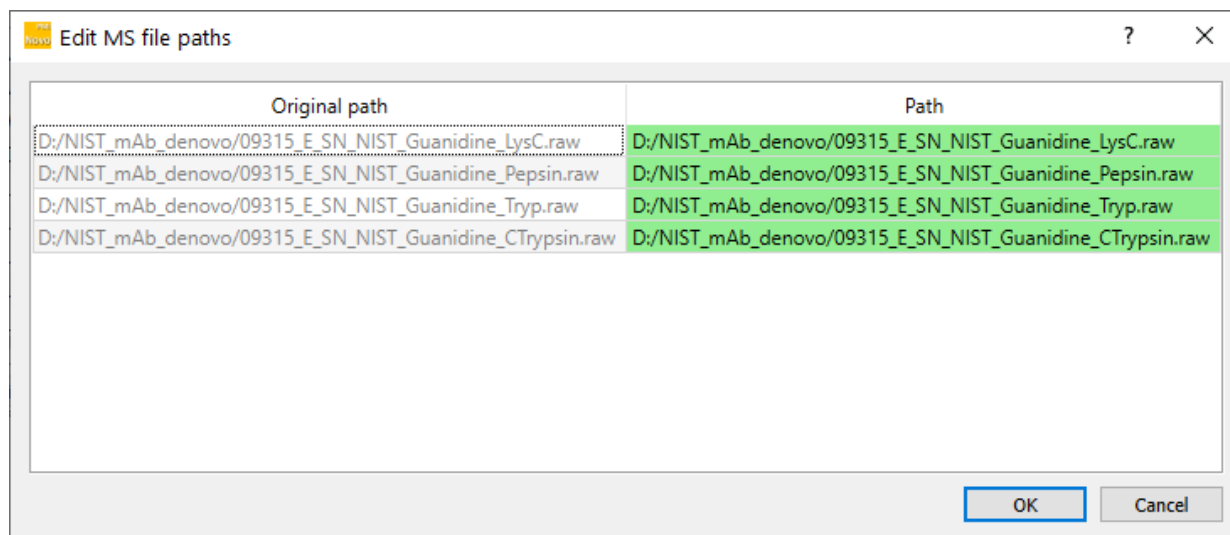 Edit MS file paths
? X
Original path Path
D:/NIST_mAb_denovo/09315_E_SN_NIST_Guanidine_LysC.raw D:/NIST_mAb_denovo/09315_E_SN_NIST_Guanidine_LysC.raw
D:/NIST_mAb_denovo/09315_E_SN_NIST_Guanidine_Pepsin.raw D:/NIST_mAb_denovo/09315_E_SN_NIST_Guanidine_Pepsin.raw
D:/NIST_mAb_denovo/09315_E_SN_NIST_Guanidine_Tryp.raw D:/NIST_mAb_denovo/09315_E_SN_NIST_Guanidine_Tryp.raw
D:/NIST_mAb_denovo/09315_E_SN_NIST_Guanidine_CTrypsin.raw D:/NIST_mAb_denovo/09315_E_SN_NIST_Guanidine_CTrypsin.raw
OK Cancel